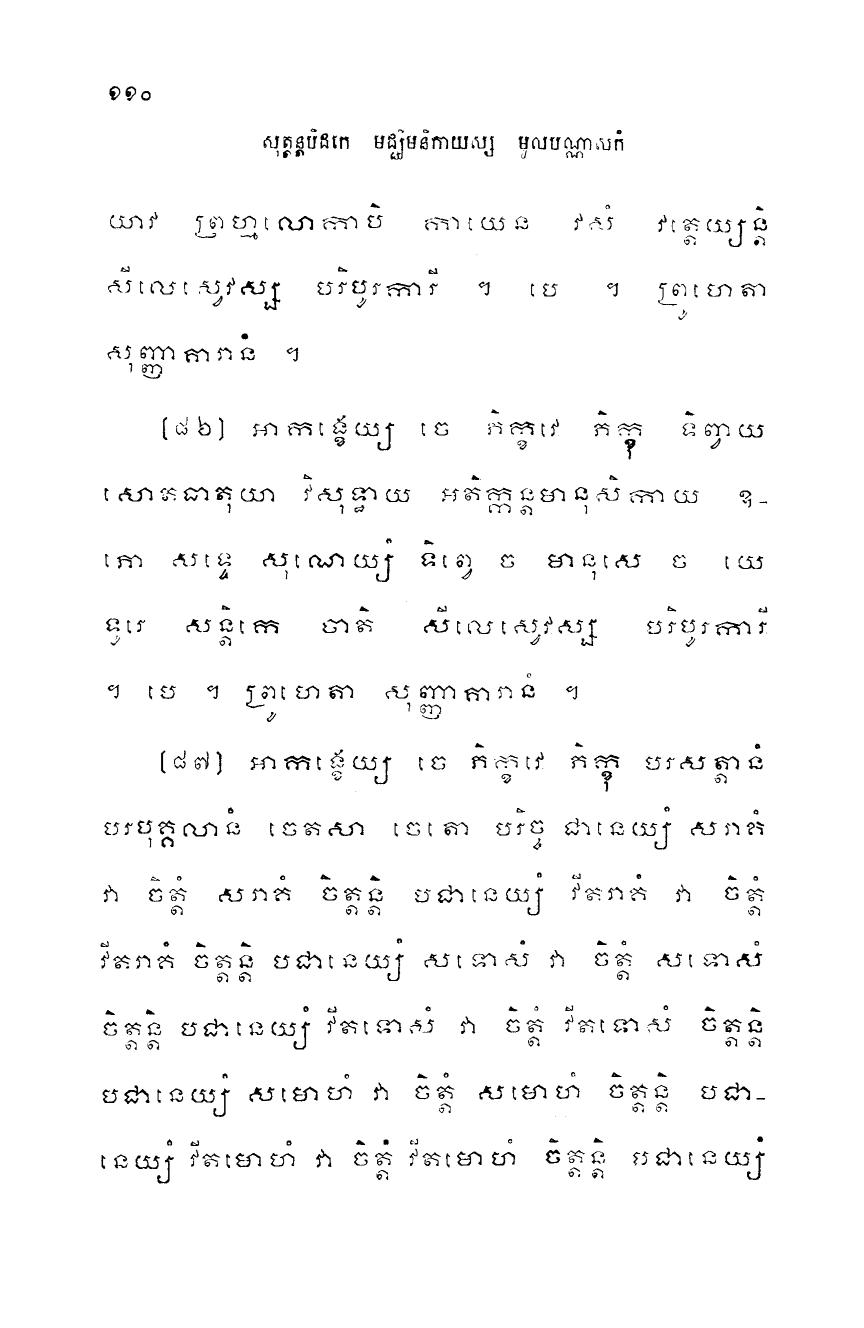 ១១០
សុត្តន្តបិដកេ មជ្ឈិមនិកាយស្ស មូលបណ្ណាសកំ
យាវ ព្រហ្មលោកាបិ កាយេន វសំ វត្តេយ្យន្តិ
សីលេស្វេវស្ស បរិបូរការី ។ បេ ។ ព្រូហេតា
សុញ្ញាគារានំ ។
(៨៦) អាកង្ខេយ្យ ចេ ភិក្ខវេ ភិក្ខុ ទិព្វាយ
សោតធាតុយា វិសុទ្ធាយ អតិក្កន្តមានុសិកាយ ឧ-
ភោ សទ្ទេ សុណេយ្យំ ទិព្វេ ច មានុសេ ច យេ
ទូរេ សន្តិកេ ចាតិ សីលេស្វេវស្ស បរិបូរការី
។ បេ ។ ព្រូហេតា សុញ្ញាគារានំ ។
(៨៧) អាកង្ខេយ្យ ចេ ភិក្ខវេ ភិក្ខុ បរសត្តានំ
បរបុគ្គលានំ ចេតសា ចេតោ បរិច្ច ជានេយ្យំ សរាគំ
វា ចិត្តំ សរាគំ ចិត្តន្តិ បជានេយ្យំ វីតរាគំ វា ចិត្តំ
វីតរាគំ ចិត្តន្តិ បជានេយ្យំ សទោសំ វា ចិត្តំ សទោសំ
ចិត្តន្តិ បជានេយ្យំ វីតទោសំ វា ចិត្តំ វីតទោសំ ចិត្តន្តិ
បជានេយ្យំ សមោហំ វា ចិត្តំ សមោហំ ចិត្តន្តិ បជា-
នេយ្យំ វីតមោហំ វា ចិត្តំ វីតមោហំ ចិត្តន្តិ បជានេយ្យំ